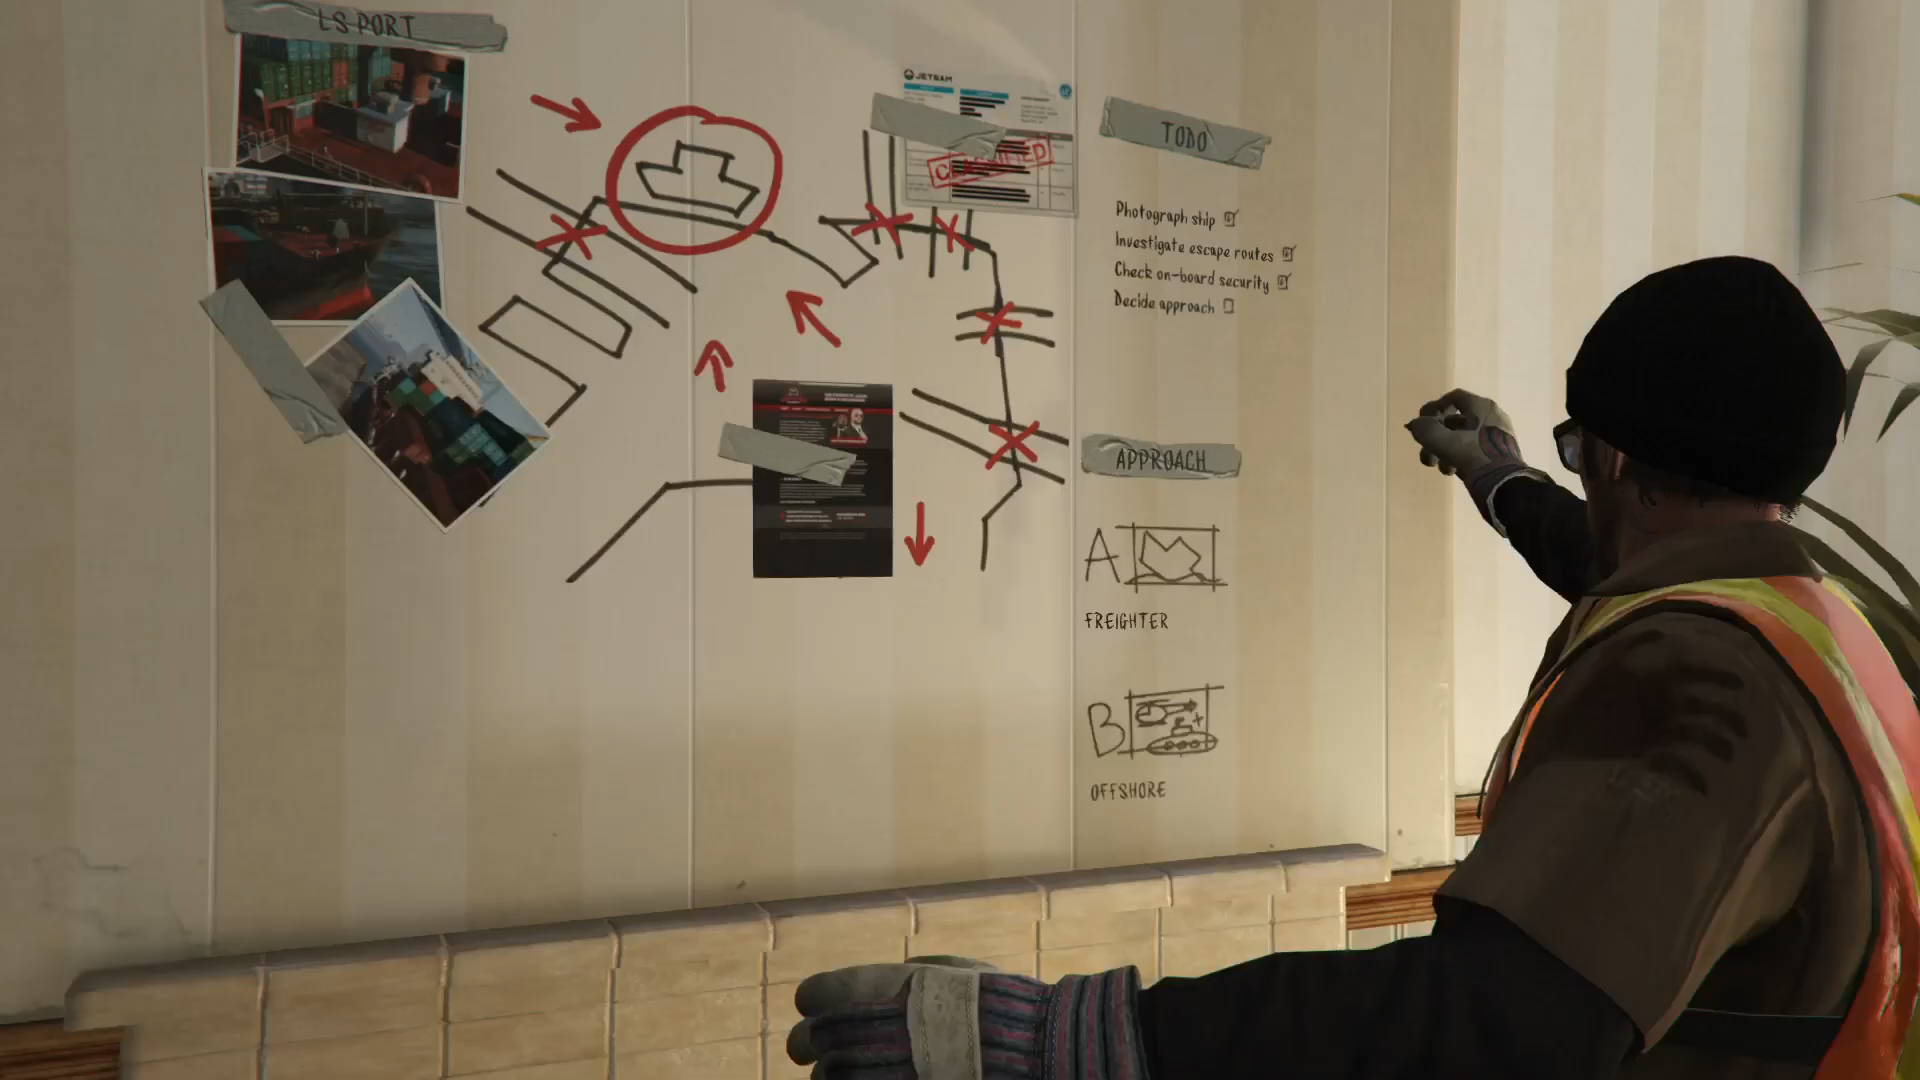 LS PORT
JETSAM
CLASSIFIED
TODO
Photograph ship
Investigate escape routes
Check on-board security
Decide approach
APPROACH
A
FREIGHTER
B
OFFSHORE